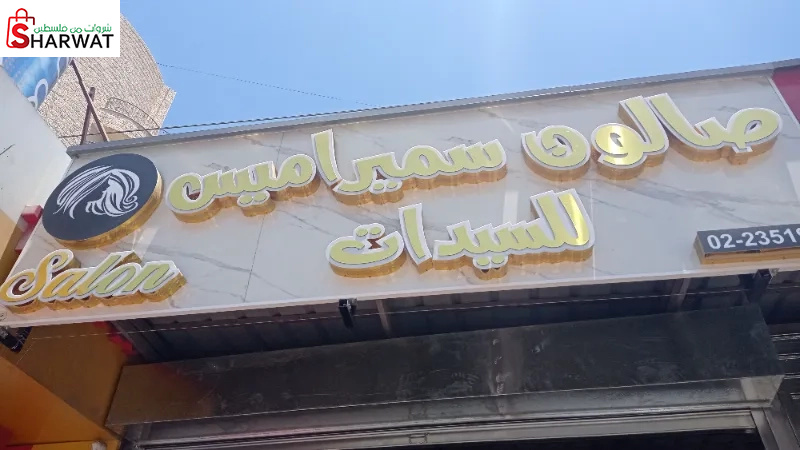 شروات من فلسطين
SHARWAT
صالون سميراميس
للسيدات
Salon
02-2351